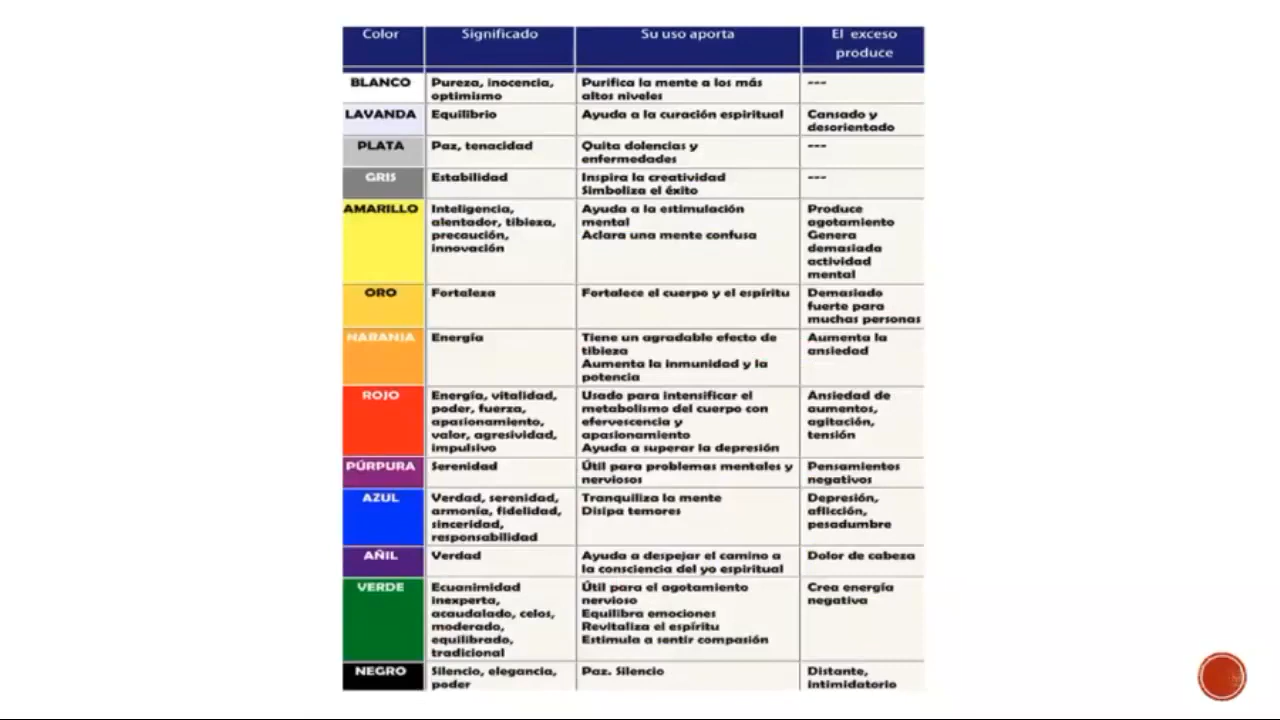 Color Significado Su uso aporta El exceso
produce
BLANCO Pureza, inocencia, Purifica la mente a los más ---
optimismo altos niveles
LAVANDA Equilibrio Ayuda a la curación espiritual Cansado y
desorientado
PLATA Paz, tenacidad Quita dolencias y ---
enfermedades
GRIS Estabilidad Inspira la creatividad ---
Simboliza el éxito
AMARILLO Inteligencia, Ayuda a la estimulación Produce
alentador, tibieza, mental agotamiento
precaución, Aclara una mente confusa Genera
innovación demasiada
actividad
mental
ORO Fortaleza Fortalece el cuerpo y el espíritu Demasiado
fuerte para
muchas personas
NARANJA Energía Tiene un agradable efecto de Aumenta la
tibieza ansiedad
Aumenta la inmunidad y la
potencia
ROJO Energía, vitalidad, Usado para intensificar el Ansiedad de
poder, fuerza, metabolismo del cuerpo con aumentos,
apasionamiento, efervescencia y agitación,
valor, agresividad, apasionamiento tensión
impulsivo Ayuda a superar la depresión
PÚRPURA Serenidad Útil para problemas mentales y Pensamientos
nerviosos negativos
AZUL Verdad, serenidad, Tranquiliza la mente Depresión,
armonía, fidelidad, Disipa temores aflicción,
sinceridad, pesadumbre
responsabilidad
AÑIL Verdad Ayuda a despejar el camino a Dolor de cabeza
la consciencia del yo espiritual
VERDE Ecuanimidad Útil para el agotamiento Crea energía
inexperta, nervioso negativa
acaudalado, celos, Equilibra emociones
moderado, Revitaliza el espíritu
equilibrado, Estimula a sentir compasión
tradicional
NEGRO Silencio, elegancia, Paz. Silencio Distante,
poder intimidatorio